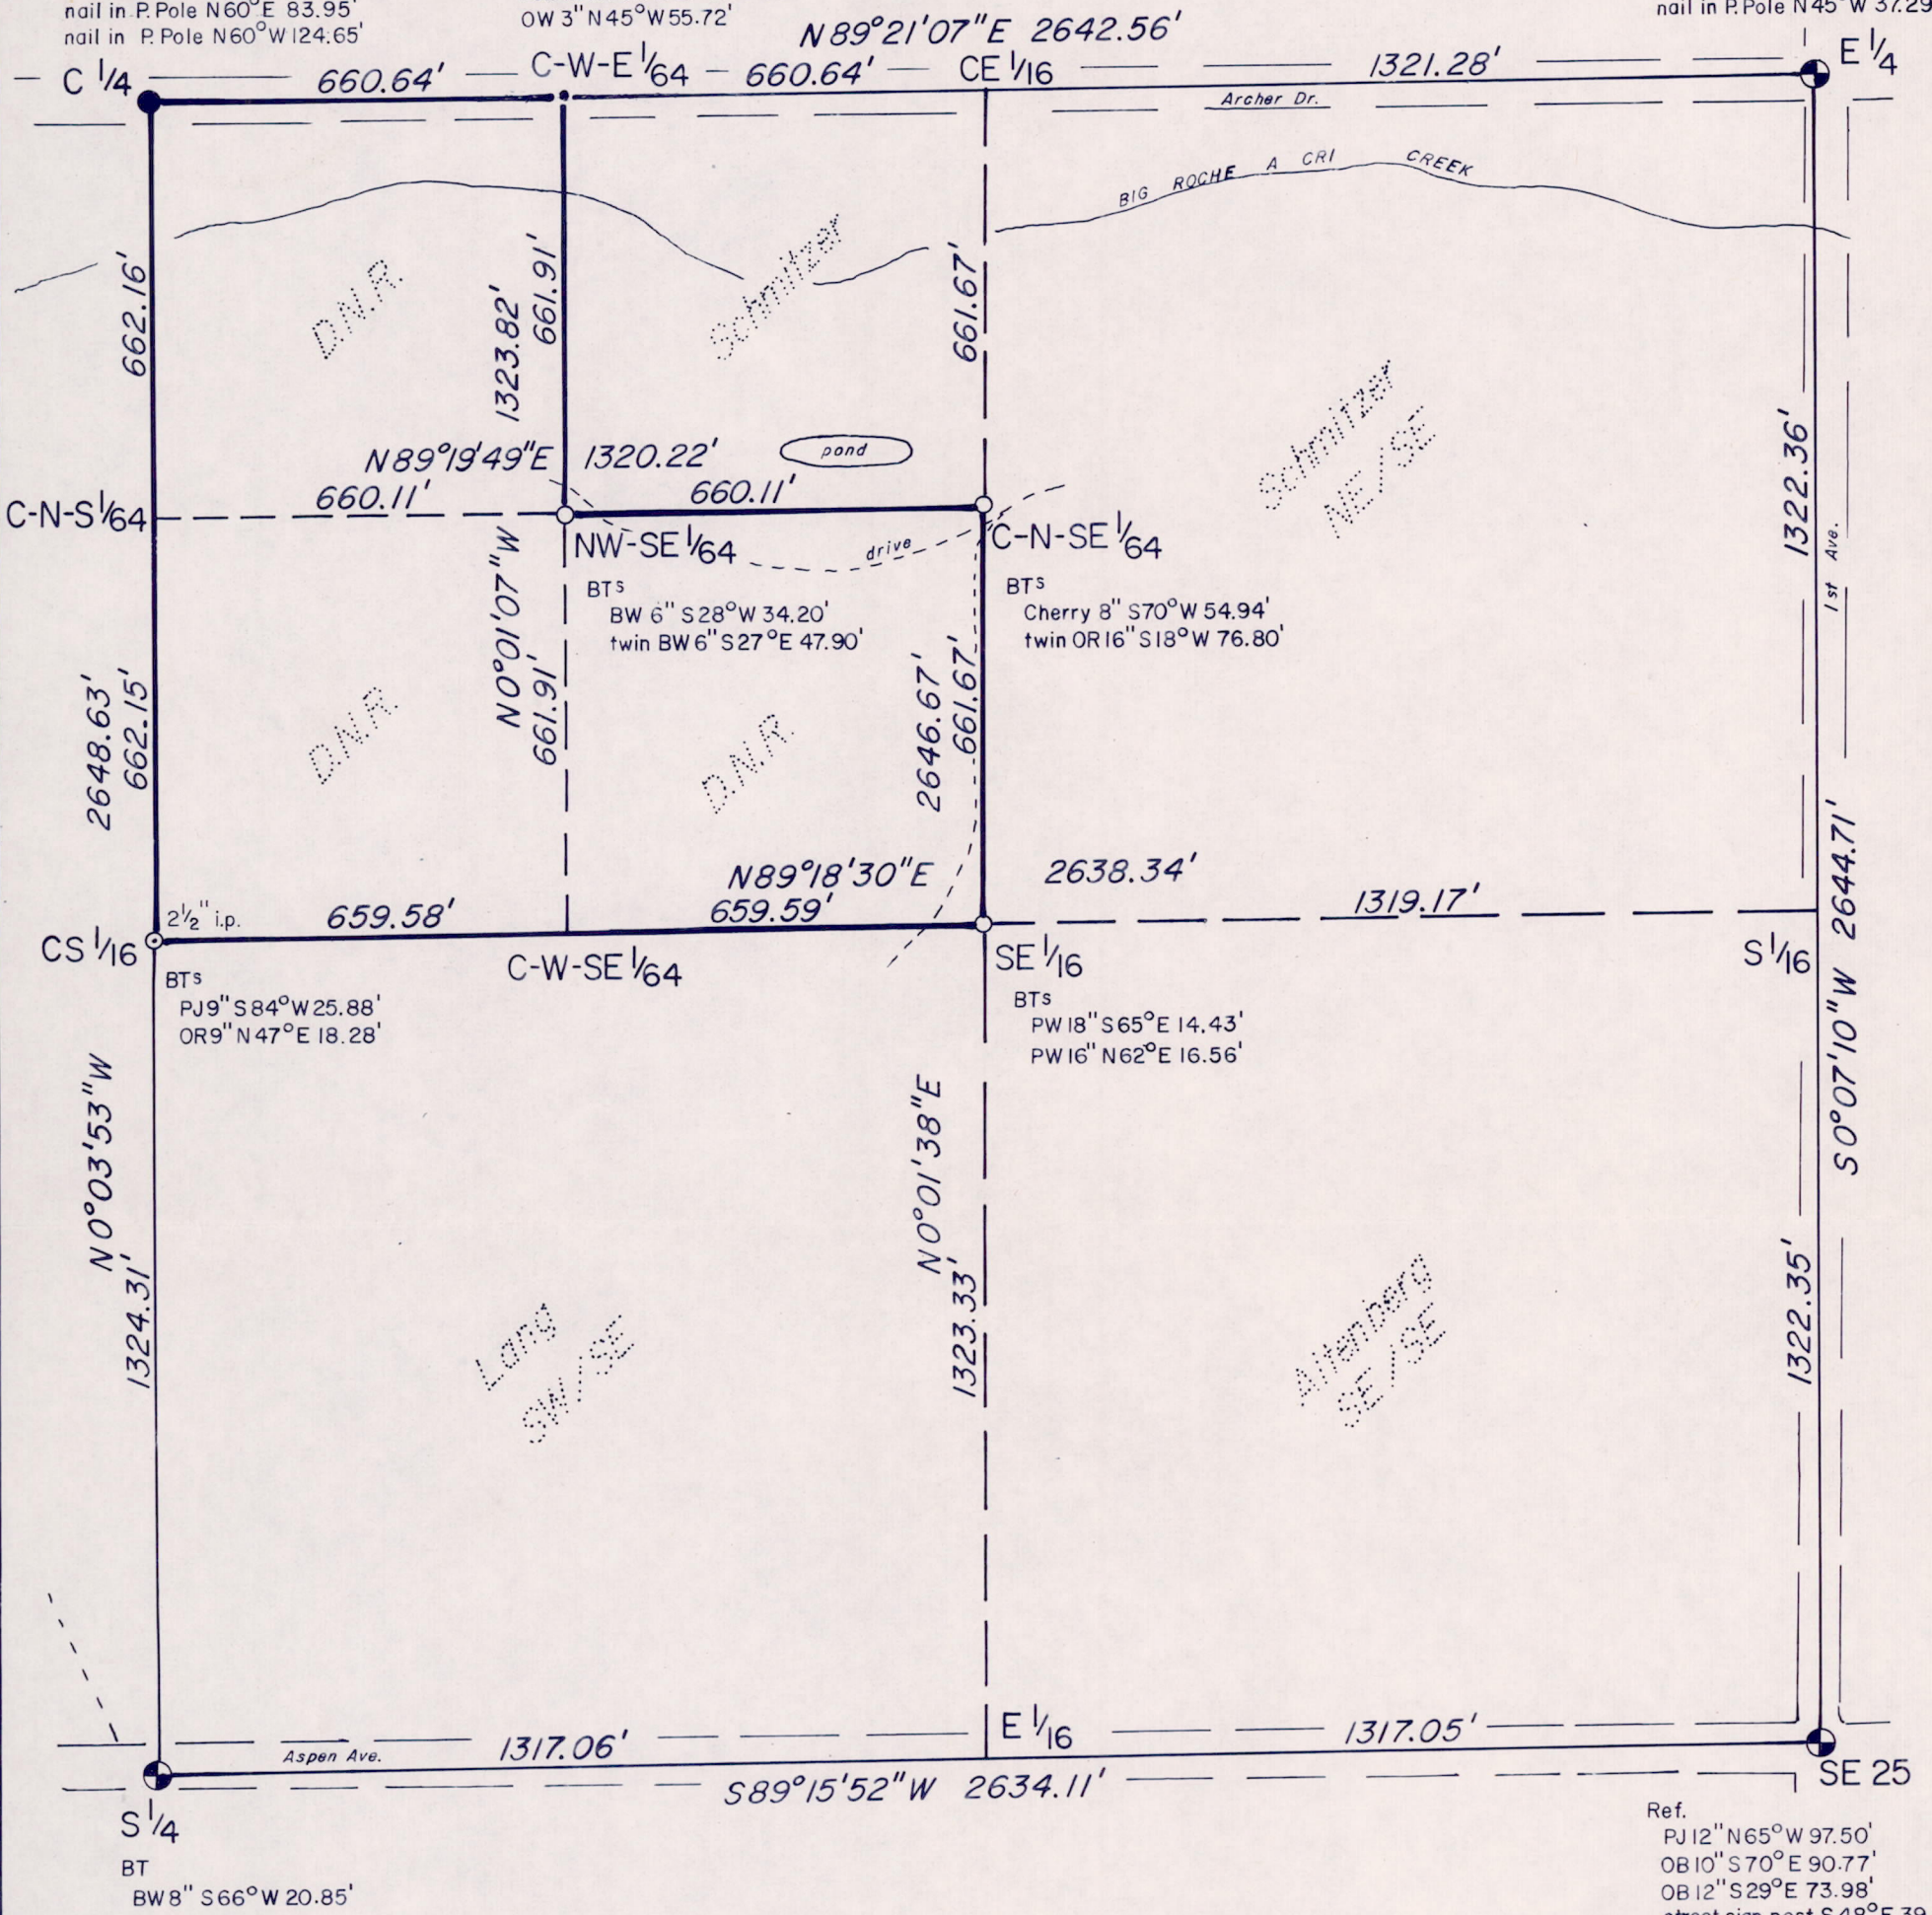 nail in P. Pole N60°E 83.95'
nail in P. Pole N60°W 124.65'
OW 3" N45°W 55.72'
nail in P. Pole N45°W 37.29
N89°21'07"E 2642.56'
C 1/4
660.64'
C-W-E 1/64
660.64'
CE 1/16
1321.28'
E 1/4
Archer Dr.
BIG ROCHE A CRI CREEK
662.16'
D.N.R.
1323.82'
661.91'
Schmitzer
661.67'
Schmitzer
NE/SE
1322.36'
1st Ave.
N89°19'49"E 1320.22'
pond
660.11'
660.11'
C-N-S 1/64
NW-SE 1/64
drive
C-N-SE 1/64
BTs
BW 6" S28°W 34.20'
twin BW 6" S27°E 47.90'
BTs
Cherry 8" S70°W 54.94'
twin OR 16" S18°W 76.80'
N0°01'07"W
661.91'
2648.63'
662.15'
D.N.R.
D.N.R.
2646.67'
661.67'
S0°07'10"W 2644.71'
N89°18'30"E 2638.34'
2 1/2" i.p.
659.58'
659.59'
1319.17'
CS 1/16
C-W-SE 1/64
SE 1/16
S 1/16
BTs
PJ 9" S84°W 25.88'
OR 9" N47°E 18.28'
BTs
PW 18" S65°E 14.43'
PW 16" N62°E 16.56'
N0°03'53"W
1324.31'
N0°01'38"E
1323.33'
1322.35'
Lang
SW/SE
Altenberg
SE/SE
E 1/16
1317.06'
1317.05'
Aspen Ave.
S89°15'52"W 2634.11'
S 1/4
SE 25
BT
BW 8" S66°W 20.85'
Ref.
PJ 12" N65°W 97.50'
OB 10" S70°E 90.77'
OB 12" S29°E 73.98'
street sign post S48°E 39